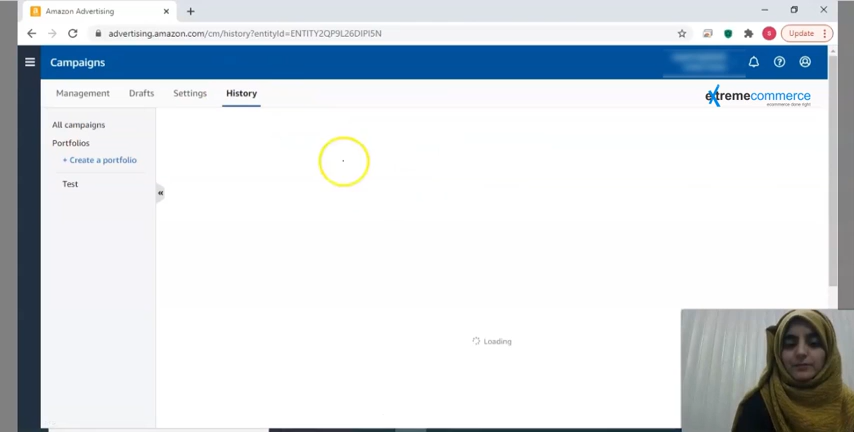 Amazon Advertising
advertising.amazon.com/cm/history?entityId=ENTITY2QP9L26DIPI5N
Update
Campaigns
Management Drafts Settings History
extremecommerce
ecommerce done right
All campaigns
Portfolios
+ Create a portfolio
Test
Loading